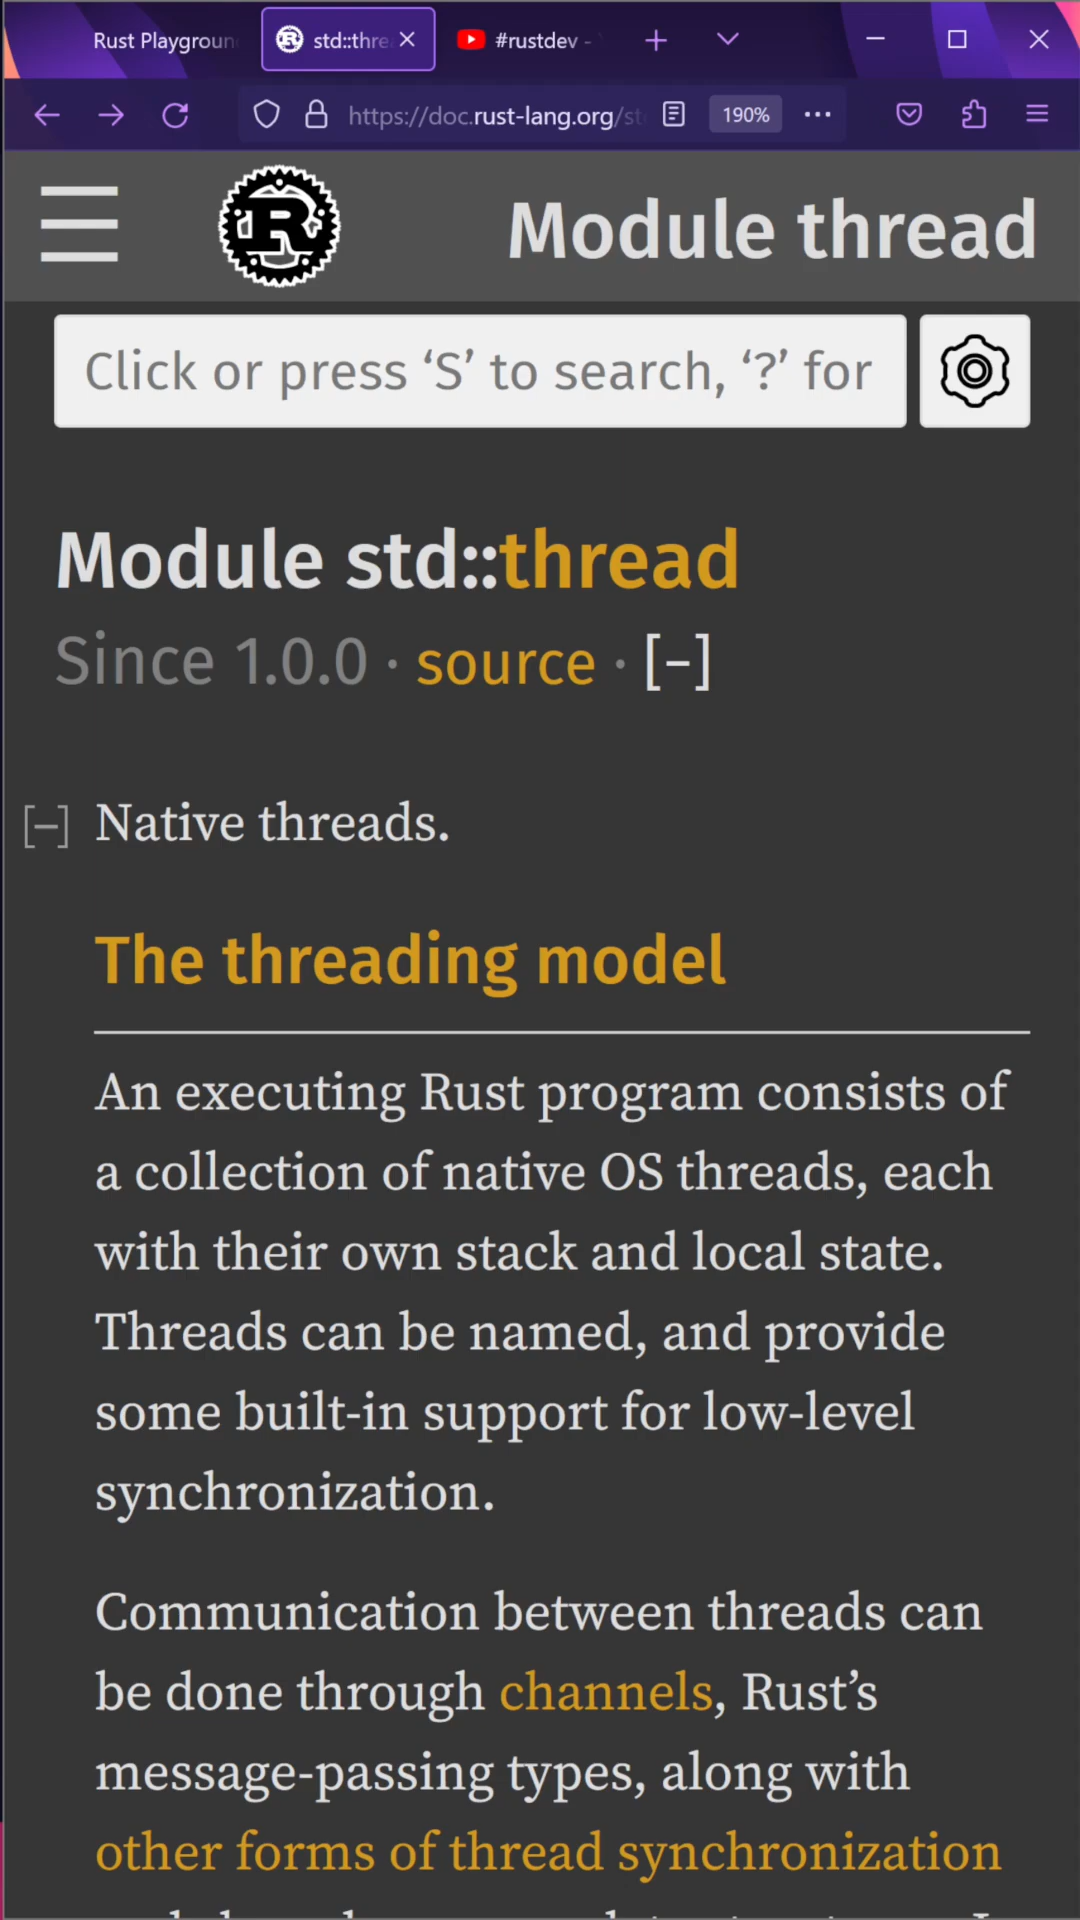 Rust Playgroun
std::thre
#rustdev -
https://doc.rust-lang.org/st
190%
Module thread
Click or press ‘S’ to search, ‘?’ for
Module std::thread
Since 1.0.0 · source · [−]
[−] Native threads.
The threading model
An executing Rust program consists of
a collection of native OS threads, each
with their own stack and local state.
Threads can be named, and provide
some built-in support for low-level
synchronization.
Communication between threads can
be done through channels, Rust’s
message-passing types, along with
other forms of thread synchronization